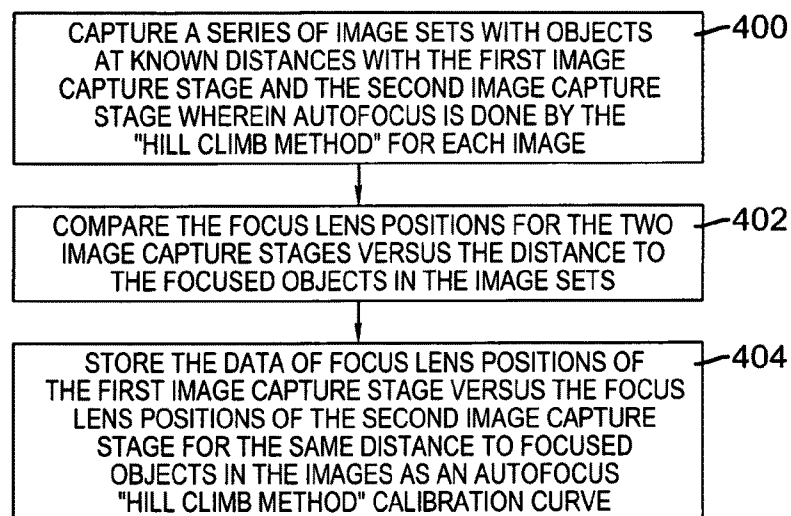 CAPTURE A SERIES OF IMAGE SETS WITH OBJECTS
AT KNOWN DISTANCES WITH THE FIRST IMAGE
CAPTURE STAGE AND THE SECOND IMAGE CAPTURE
STAGE WHEREIN AUTOFOCUS IS DONE BY THE
"HILL CLIMB METHOD" FOR EACH IMAGE
400
COMPARE THE FOCUS LENS POSITIONS FOR THE TWO
IMAGE CAPTURE STAGES VERSUS THE DISTANCE TO
THE FOCUSED OBJECTS IN THE IMAGE SETS
402
STORE THE DATA OF FOCUS LENS POSITIONS OF
THE FIRST IMAGE CAPTURE STAGE VERSUS THE FOCUS
LENS POSITIONS OF THE SECOND IMAGE CAPTURE
STAGE FOR THE SAME DISTANCE TO FOCUSED
OBJECTS IN THE IMAGES AS AN AUTOFOCUS
"HILL CLIMB METHOD" CALIBRATION CURVE
404